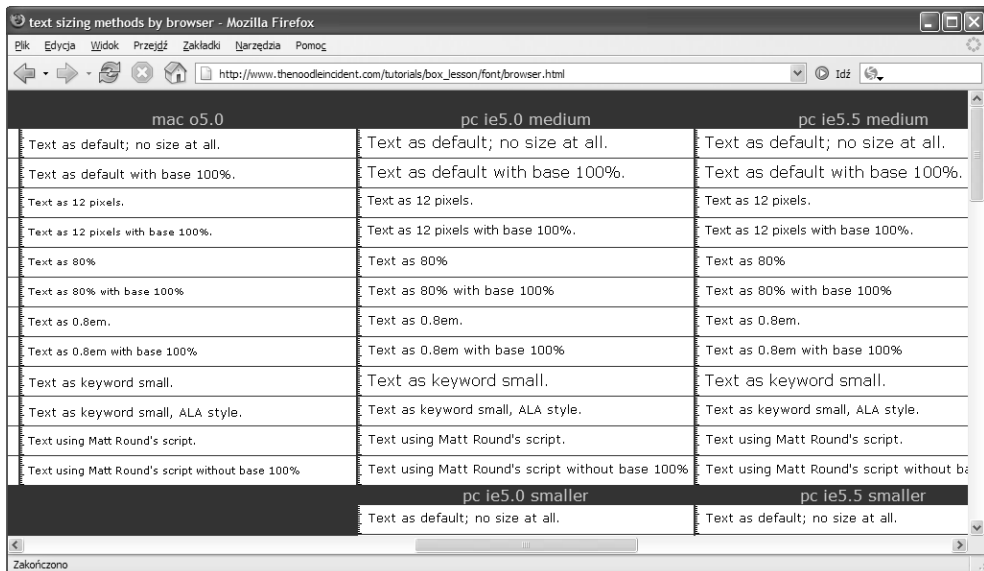 text sizing methods by browser - Mozilla Firefox
Plik Edycja Widok Przejdź Zakładki Narzędzia Pomoc
http://www.thenoodleincident.com/tutorials/box_lesson/font/browser.html Idź
mac o5.0 pc ie5.0 medium pc ie5.5 medium
Text as default; no size at all. Text as default; no size at all. Text as default; no size at all.
Text as default with base 100%. Text as default with base 100%. Text as default with base 100%.
Text as 12 pixels. Text as 12 pixels. Text as 12 pixels.
Text as 12 pixels with base 100%. Text as 12 pixels with base 100%. Text as 12 pixels with base 100%.
Text as 80% Text as 80% Text as 80%
Text as 80% with base 100% Text as 80% with base 100% Text as 80% with base 100%
Text as 0.8em. Text as 0.8em. Text as 0.8em.
Text as 0.8em with base 100% Text as 0.8em with base 100% Text as 0.8em with base 100%
Text as keyword small. Text as keyword small. Text as keyword small.
Text as keyword small, ALA style. Text as keyword small, ALA style. Text as keyword small, ALA style.
Text using Matt Round's script. Text using Matt Round's script. Text using Matt Round's script.
Text using Matt Round's script without base 100% Text using Matt Round's script without base 100% Text using Matt Round's script without ba
pc ie5.0 smaller pc ie5.5 smaller
Text as default; no size at all. Text as default; no size at all.
Zakończono